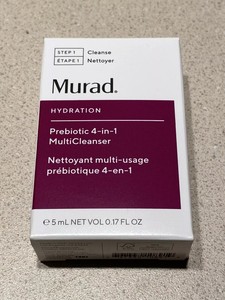 STEP 1 Cleanse
ÉTAPE 1 Nettoyer
Murad.
HYDRATION
Prebiotic 4-in-1
MultiCleanser
Nettoyant multi-usage
prébiotique 4-en-1
e 5 mL NET VOL 0.17 FL OZ